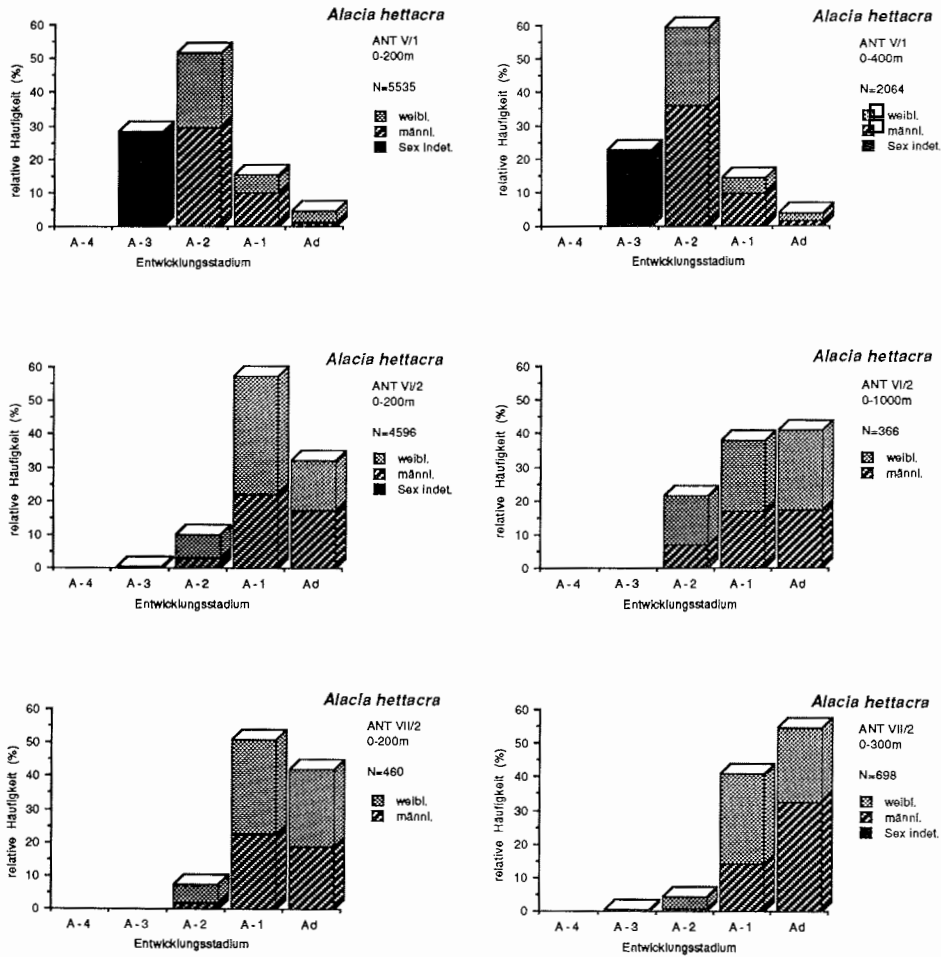 Alacia hettacra
ANT V/1
0-200m
N=5535
weibl.
männl.
Sex indet.
relative Häufigkeit (%)
60
50
40
30
20
10
0
A-4 A-3 A-2 A-1 Ad
Entwicklungsstadium
Alacia hettacra
ANT V/1
0-400m
N=2064
weibl.
männl.
Sex indet.
relative Häufigkeit (%)
60
50
40
30
20
10
0
A-4 A-3 A-2 A-1 Ad
Entwicklungsstadium
Alacia hettacra
ANT VI/2
0-200m
N=4596
weibl.
männl.
Sex indet.
relative Häufigkeit (%)
60
50
40
30
20
10
0
A-4 A-3 A-2 A-1 Ad
Entwicklungsstadium
Alacia hettacra
ANT VI/2
0-1000m
N=366
weibl.
männl.
relative Häufigkeit (%)
60
50
40
30
20
10
0
A-4 A-3 A-2 A-1 Ad
Entwicklungsstadium
Alacia hettacra
ANT VII/2
0-200m
N=460
weibl.
männl.
relative Häufigkeit (%)
60
50
40
30
20
10
0
A-4 A-3 A-2 A-1 Ad
Entwicklungsstadium
Alacia hettacra
ANT VII/2
0-300m
N=698
weibl.
männl.
Sex indet.
relative Häufigkeit (%)
60
50
40
30
20
10
0
A-4 A-3 A-2 A-1 Ad
Entwicklungsstadium